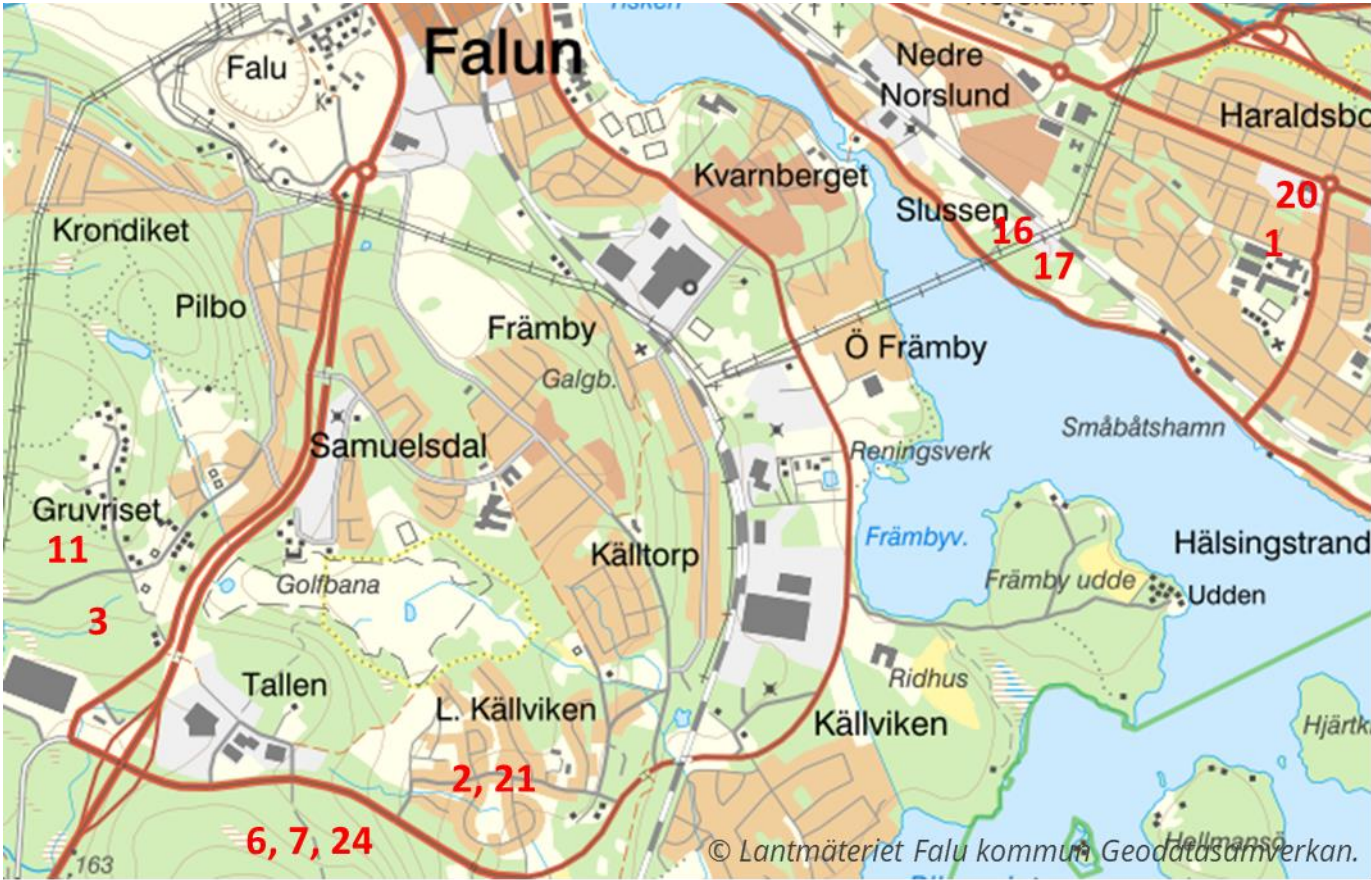 Falun
Falu
Nedre
Norslund
Haraldsbo
Kvarnberget
Krondiket
Slussen
20
16
1
17
Pilbo
Främby
Ö Främby
Galgb.
Småbåtshamn
Samuelsdal
Reningsverk
Gruvriset
11
Källtorp
Främbyv.
Hälsingstrand
Golfbana
Främby udde
Udden
3
Tallen
L. Källviken
Ridhus
Källviken
2, 21
6, 7, 24
163
Hellmansö
© Lantmäteriet Falu kommun Geodatasamverkan.